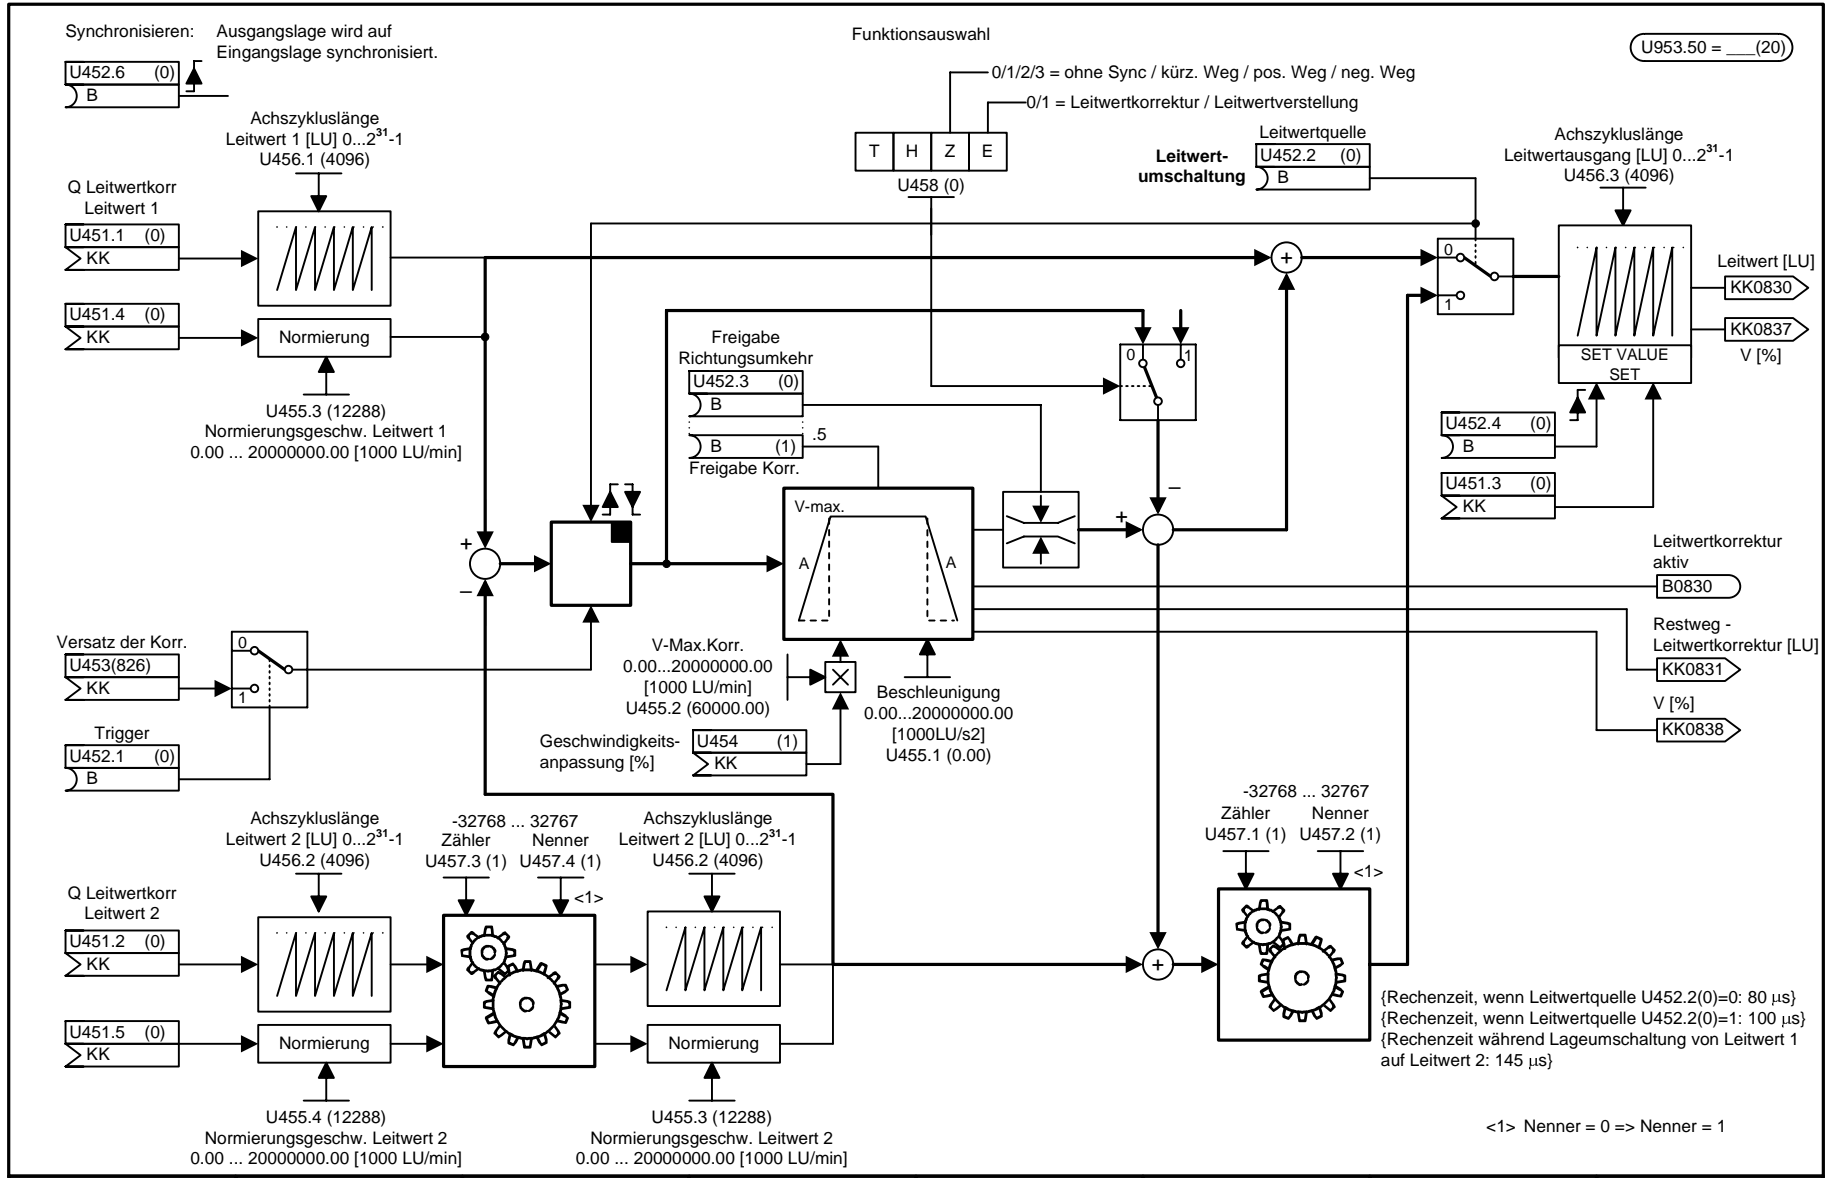 Synchronisieren: Ausgangslage wird auf
Eingangslage synchronisiert.
U452.6 (0)
B
Funktionsauswahl
0/1/2/3 = ohne Sync / kürz. Weg / pos. Weg / neg. Weg
0/1 = Leitwertkorrektur / Leitwertverstellung
T H Z E
U458 (0)
U953.50 = ___(20)
Achszykluslänge
Leitwert 1 [LU] 0...2³¹-1
U456.1 (4096)
Q Leitwertkorr
Leitwert 1
U451.1 (0)
KK
U451.4 (0)
KK
Normierung
U455.3 (12288)
Normierungsgeschw. Leitwert 1
0.00 ... 20000000.00 [1000 LU/min]
Leitwertquelle
U452.2 (0)
B
Leitwert-
umschaltung
0
1
Achszykluslänge
Leitwertausgang [LU] 0...2³¹-1
U456.3 (4096)
SET VALUE
SET
Leitwert [LU]
KK0830
KK0837
V [%]
U452.4 (0)
B
U451.3 (0)
KK
+
Freigabe
Richtungsumkehr
U452.3 (0)
B
B (1) .5
Freigabe Korr.
0 1
V-max.
A A
+
–
+
–
Leitwertkorrektur
aktiv
B0830
Restweg -
Leitwertkorrektur [LU]
KK0831
V [%]
KK0838
Versatz der Korr.
U453(826)
KK
0
1
Trigger
U452.1 (0)
B
V-Max.Korr.
0.00...20000000.00
[1000 LU/min]
U455.2 (60000.00)
Geschwindigkeits-
anpassung [%]
U454 (1)
KK
Beschleunigung
0.00...20000000.00
[1000LU/s2]
U455.1 (0.00)
Achszykluslänge
Leitwert 2 [LU] 0...2³¹-1
U456.2 (4096)
-32768 ... 32767
Zähler Nenner
U457.3 (1) U457.4 (1)
<1>
Achszykluslänge
Leitwert 2 [LU] 0...2³¹-1
U456.2 (4096)
Q Leitwertkorr
Leitwert 2
U451.2 (0)
KK
U451.5 (0)
KK
Normierung
Normierung
U455.4 (12288)
Normierungsgeschw. Leitwert 2
0.00 ... 20000000.00 [1000 LU/min]
U455.3 (12288)
Normierungsgeschw. Leitwert 2
0.00 ... 20000000.00 [1000 LU/min]
+
-32768 ... 32767
Zähler Nenner
U457.1 (1) U457.2 (1)
<1>
{Rechenzeit, wenn Leitwertquelle U452.2(0)=0: 80 µs}
{Rechenzeit, wenn Leitwertquelle U452.2(0)=1: 100 µs}
{Rechenzeit während Lageumschaltung von Leitwert 1
auf Leitwert 2: 145 µs}
<1> Nenner = 0 => Nenner = 1